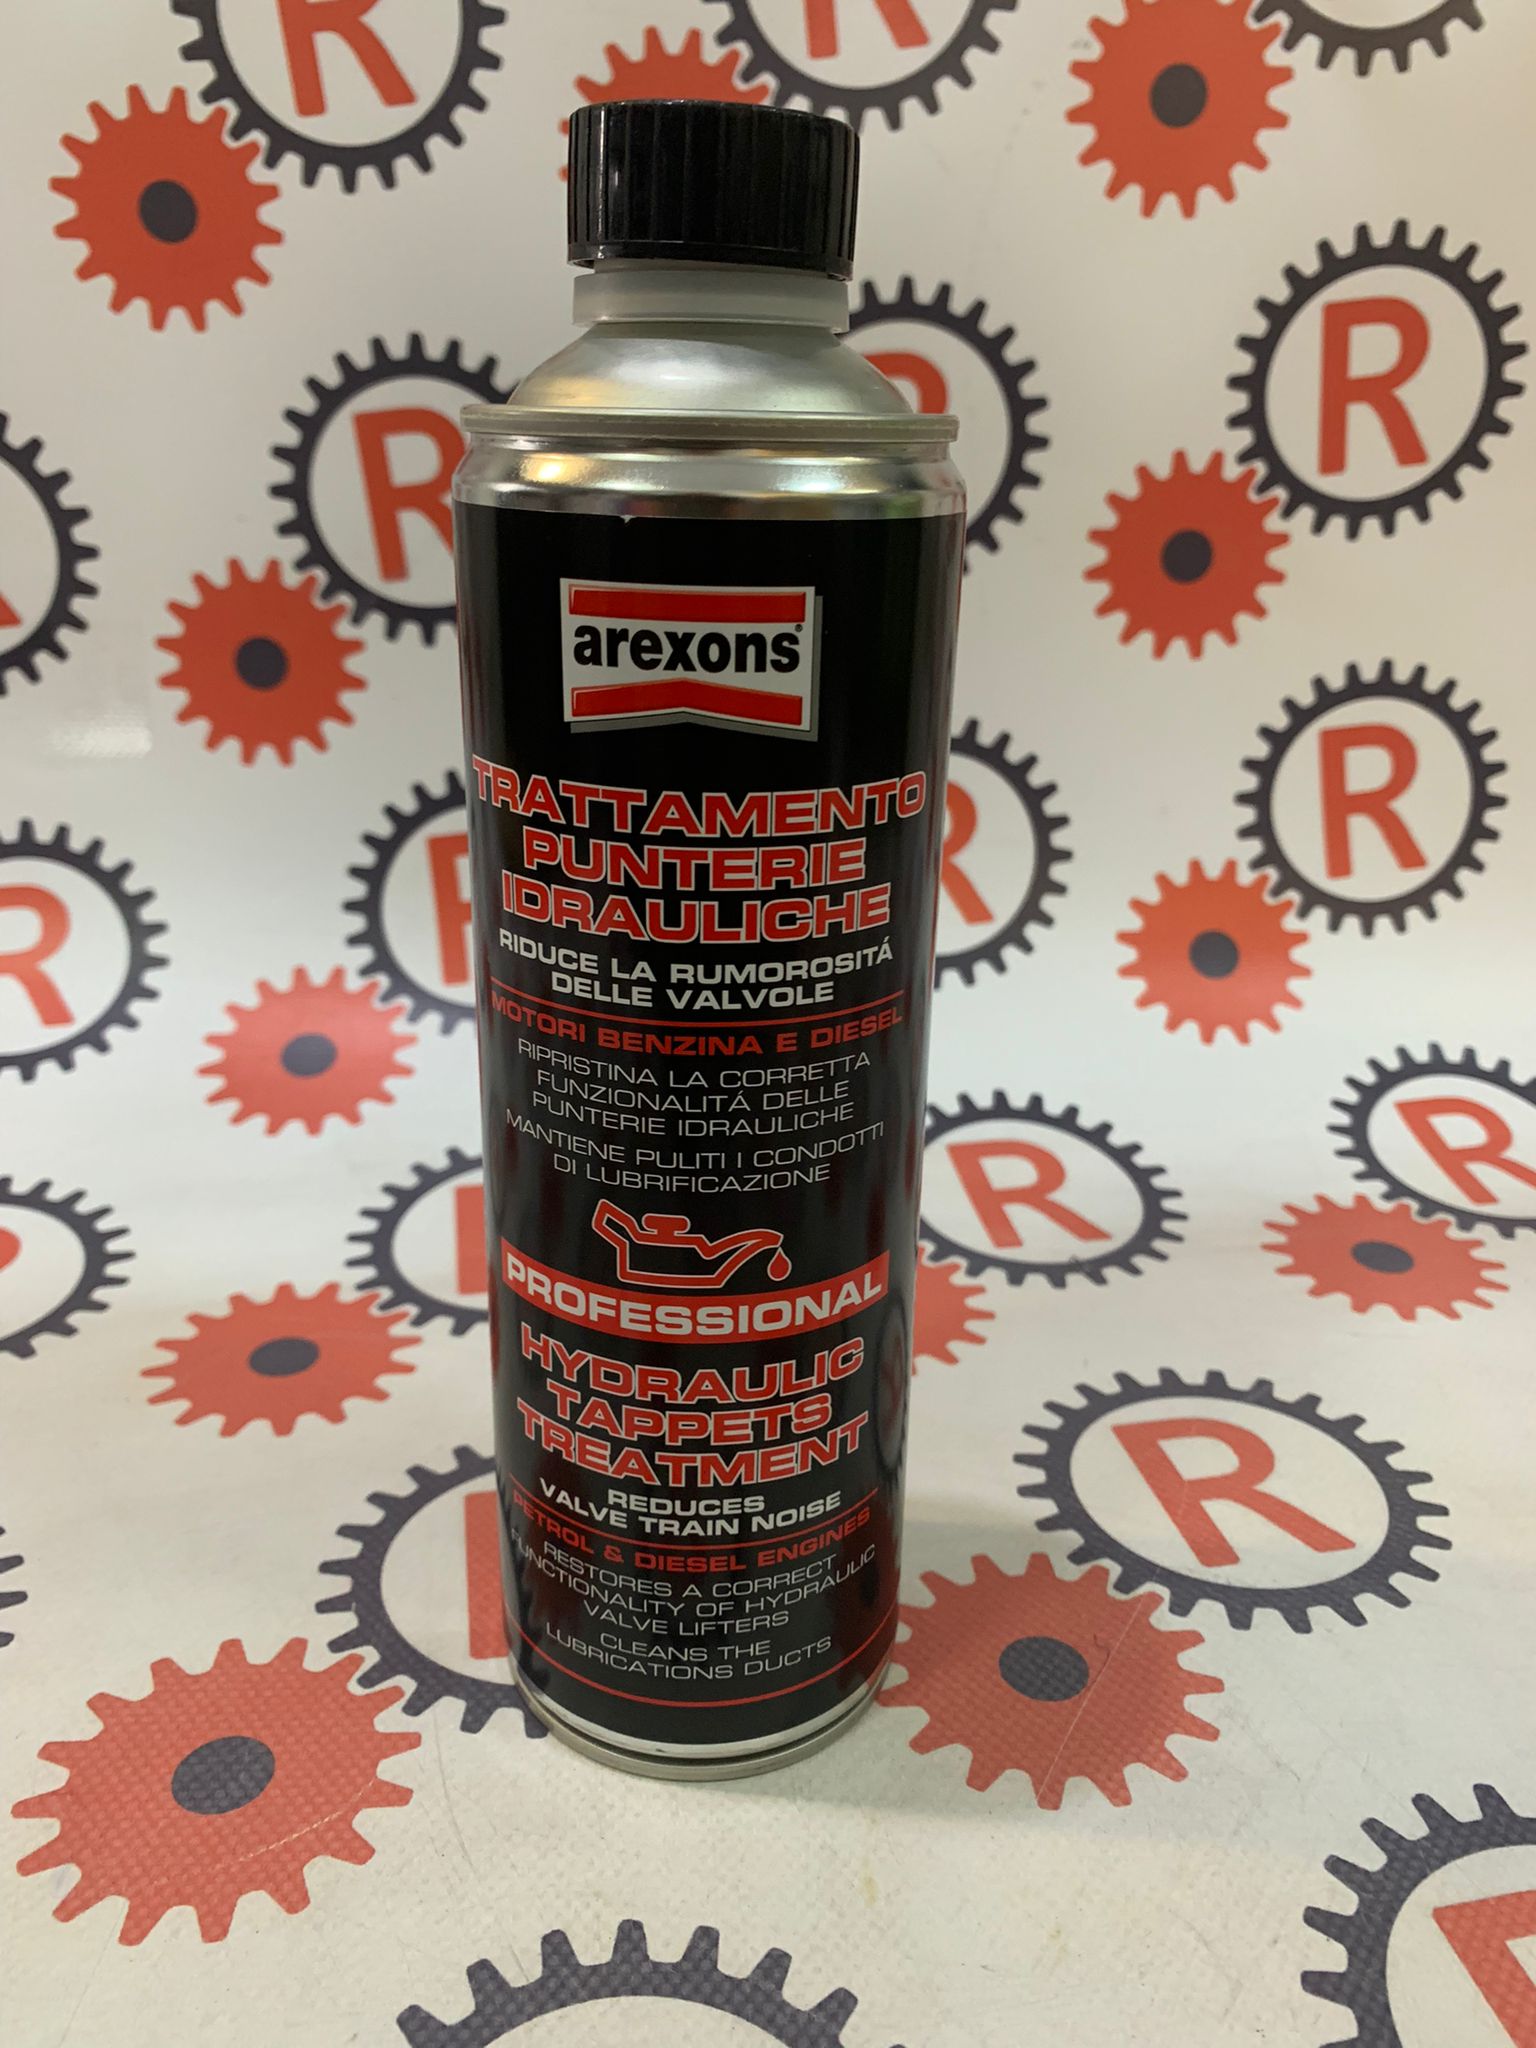 arexons®
TRATTAMENTO
PUNTERIE
IDRAULICHE
RIDUCE LA RUMOROSITÁ
DELLE VALVOLE
MOTORI BENZINA E DIESEL
RIPRISTINA LA CORRETTA
FUNZIONALITÁ DELLE
PUNTERIE IDRAULICHE
MANTIENE PULITI I CONDOTTI
DI LUBRIFICAZIONE
PROFESSIONAL
HYDRAULIC
TAPPETS
TREATMENT
REDUCES
VALVE TRAIN NOISE
PETROL & DIESEL ENGINES
RESTORES A CORRECT
FUNCTIONALITY OF HYDRAULIC
VALVE LIFTERS
CLEANS THE
LUBRICATIONS DUCTS
R
R
R
R
R
R
R
R
R
R
R